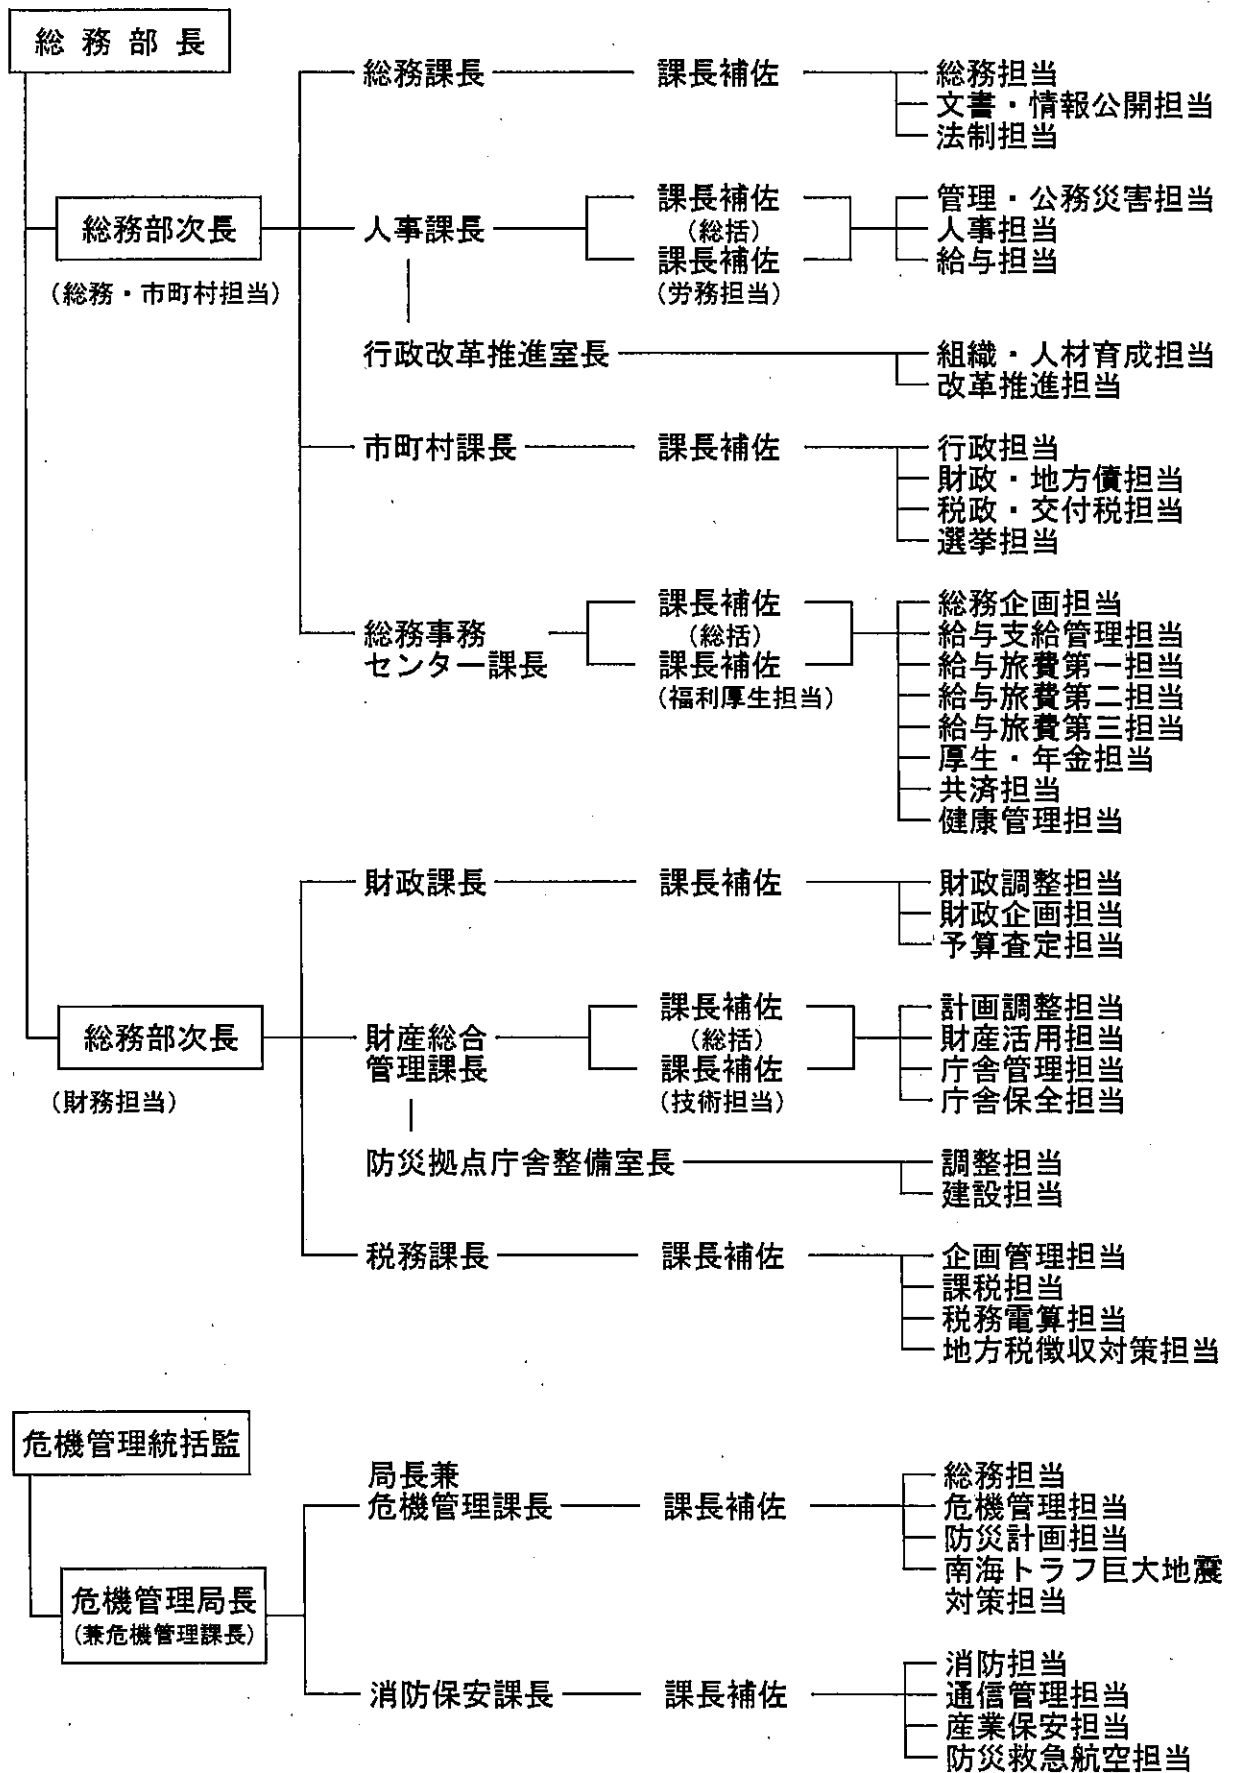 総務部長
総務課長 課長補佐 総務担当
文書・情報公開担当
法制担当
総務部次長
(総務・市町村担当)
人事課長 課長補佐
(総括)
課長補佐
(労務担当)
管理・公務災害担当
人事担当
給与担当
行政改革推進室長 組織・人材育成担当
改革推進担当
市町村課長 課長補佐 行政担当
財政・地方債担当
税政・交付税担当
選挙担当
総務事務
センター課長
課長補佐
(総括)
課長補佐
(福利厚生担当)
総務企画担当
給与支給管理担当
給与旅費第一担当
給与旅費第二担当
給与旅費第三担当
厚生・年金担当
共済担当
健康管理担当
財政課長 課長補佐 財政調整担当
財政企画担当
予算査定担当
総務部次長
(財務担当)
財産総合
管理課長
課長補佐
(総括)
課長補佐
(技術担当)
計画調整担当
財産活用担当
庁舎管理担当
庁舎保全担当
防災拠点庁舎整備室長 調整担当
建設担当
税務課長 課長補佐 企画管理担当
課税担当
税務電算担当
地方税徴収対策担当
危機管理統括監
危機管理局長
(兼危機管理課長)
局長兼
危機管理課長 課長補佐
総務担当
危機管理担当
防災計画担当
南海トラフ巨大地震
対策担当
消防保安課長 課長補佐
消防担当
通信管理担当
産業保安担当
防災救急航空担当